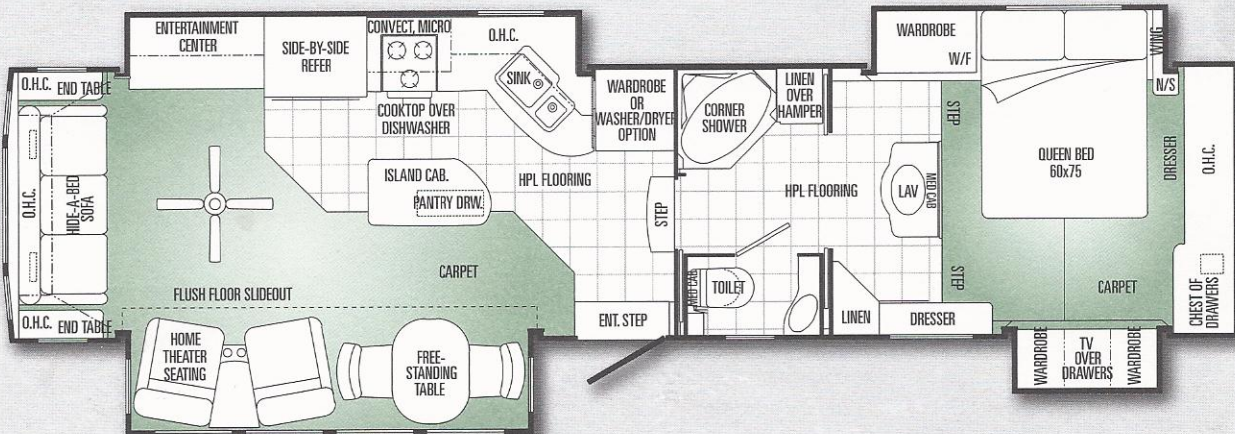 ENTERTAINMENT
CENTER
SIDE-BY-SIDE
REFER
CONVECT, MICRO
O.H.C.
SINK
COOKTOP OVER
DISHWASHER
WARDROBE
OR
WASHER/DRYER
OPTION
O.H.C.
END TABLE
O.H.C.
HIDE-A-BED
SOFA
O.H.C.
END TABLE
ISLAND CAB.
PANTRY DRW.
HPL FLOORING
STEP
CARPET
FLUSH FLOOR SLIDEOUT
HOME
THEATER
SEATING
FREE-
STANDING
TABLE
ENT. STEP
CORNER
SHOWER
LINEN
OVER
HAMPER
HPL FLOORING
LAV
MED CAB
MED CAB
TOILET
LINEN
DRESSER
STEP
STEP
WARDROBE
W/F
WING
N/S
QUEEN BED
60x75
DRESSER
O.H.C.
CARPET
CHEST OF
DRAWERS
WARDROBE
TV
OVER
DRAWERS
WARDROBE